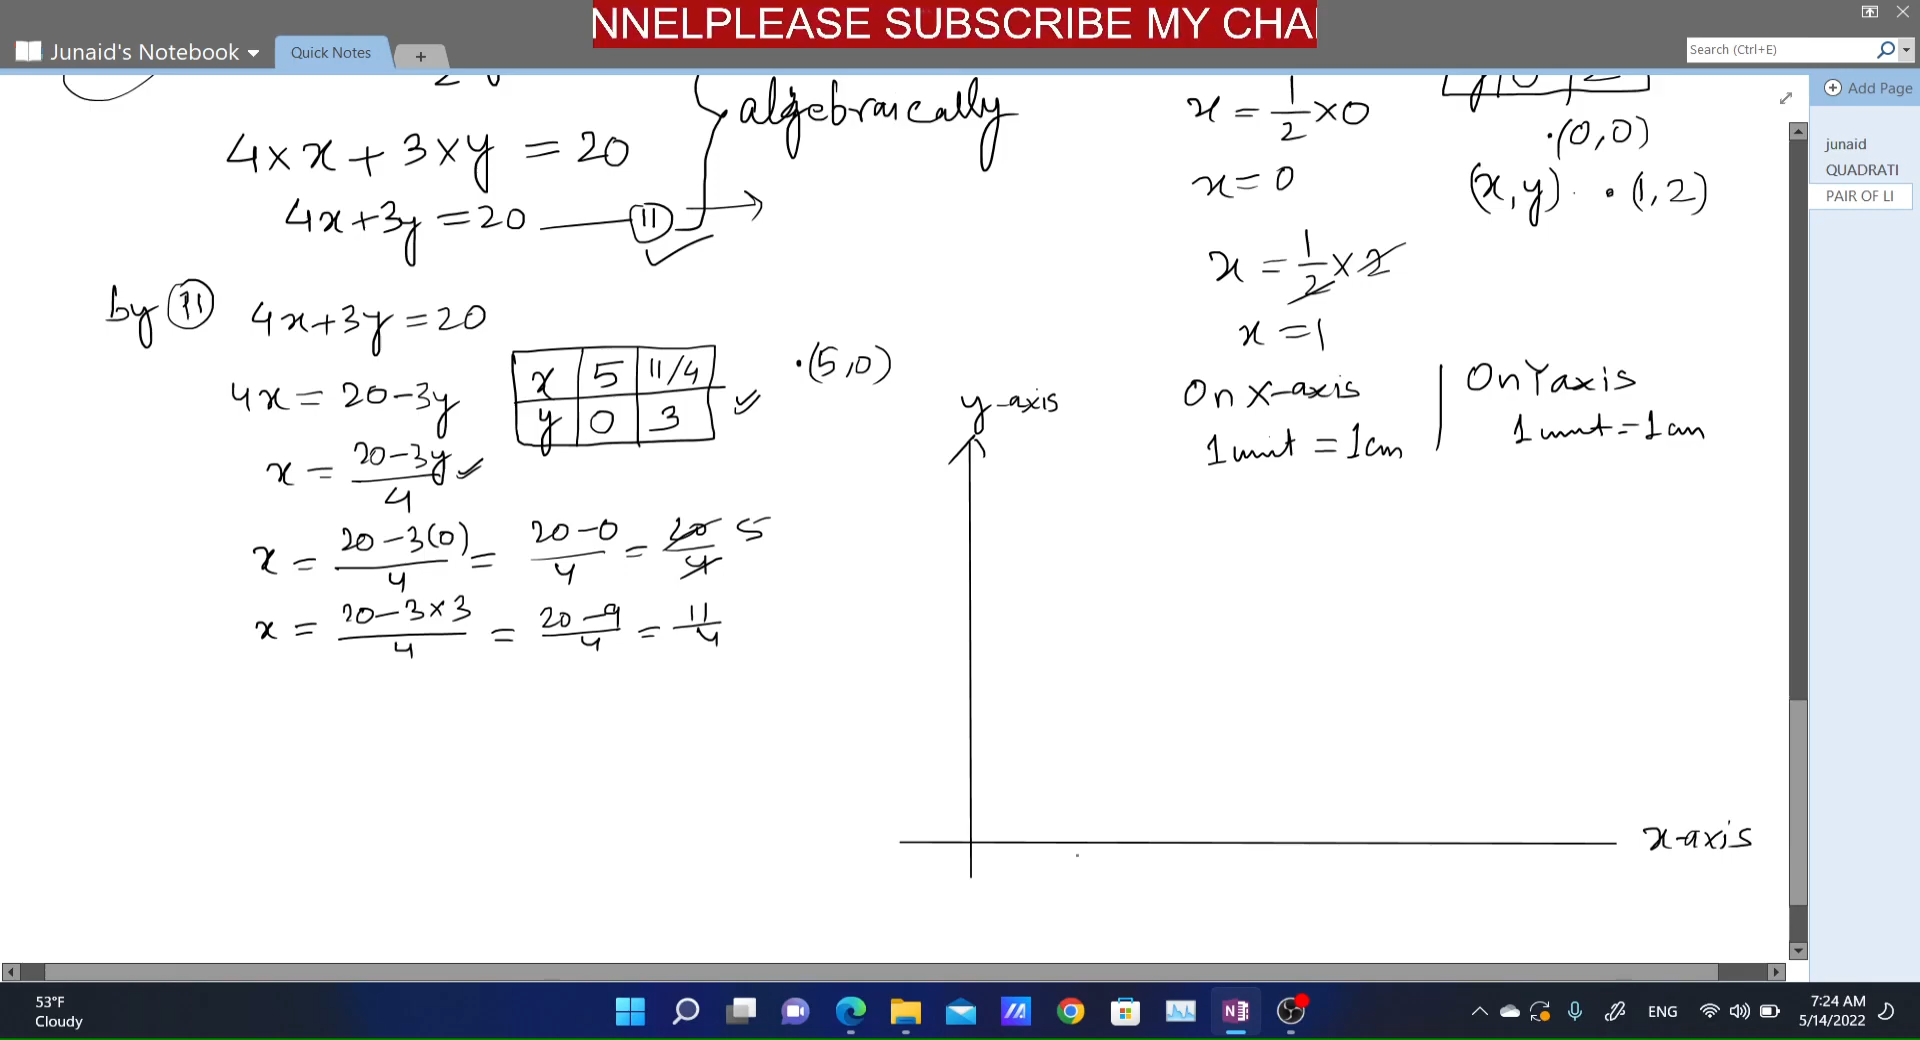 NNELPLEASE SUBSCRIBE MY CHA
Junaid's Notebook
Quick Notes
+
Search (Ctrl+E)
Add Page
junaid
QUADRATI
PAIR OF LI
algebraically
4×x + 3×y = 20
4x+3y = 20 — II
by II 4x+3y = 20
4x = 20-3y
x = 20-3y/4
x = 20-3(0)/4 = 20-0/4 = 20/4 5
x = 20-3×3/4 = 20-9/4 = 11/4
x 5 11/4
y 0 3
·(5,0)
x = 1/2 ×0
x = 0
x = 1/2 ×2
x = 1
·(0,0)
(x,y) ·(1,2)
On X-axis
1 unit = 1cm
On Y axis
1 unit = 1cm
y-axis
x-axis
53°F
Cloudy
ENG
7:24 AM
5/14/2022